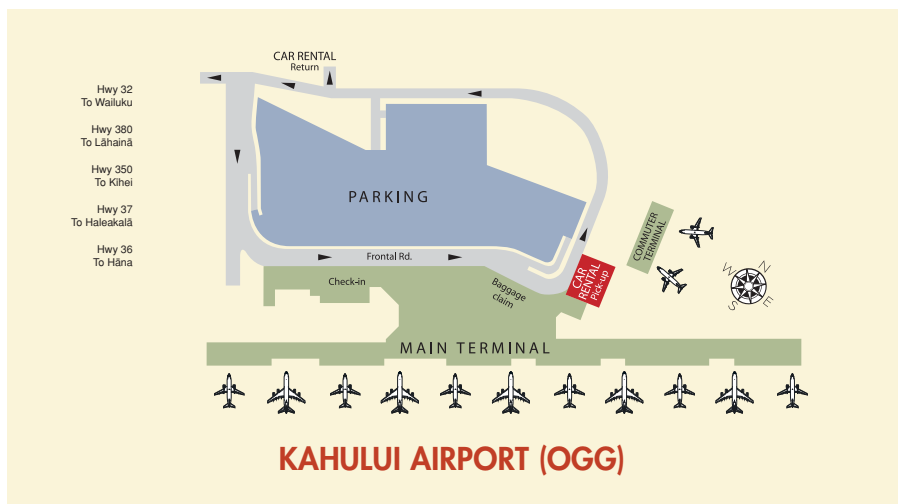 CAR RENTAL
Return
Hwy 32
To Wailuku
Hwy 380
To Lāhainā
Hwy 350
To Kīhei
Hwy 37
To Haleakalā
Hwy 36
To Hāna
PARKING
COMMUTER
TERMINAL
Frontal Rd.
CAR
RENTAL
Pick-up
Check-in
Baggage
claim
N
W
E
S
MAIN TERMINAL
KAHULUI AIRPORT (OGG)